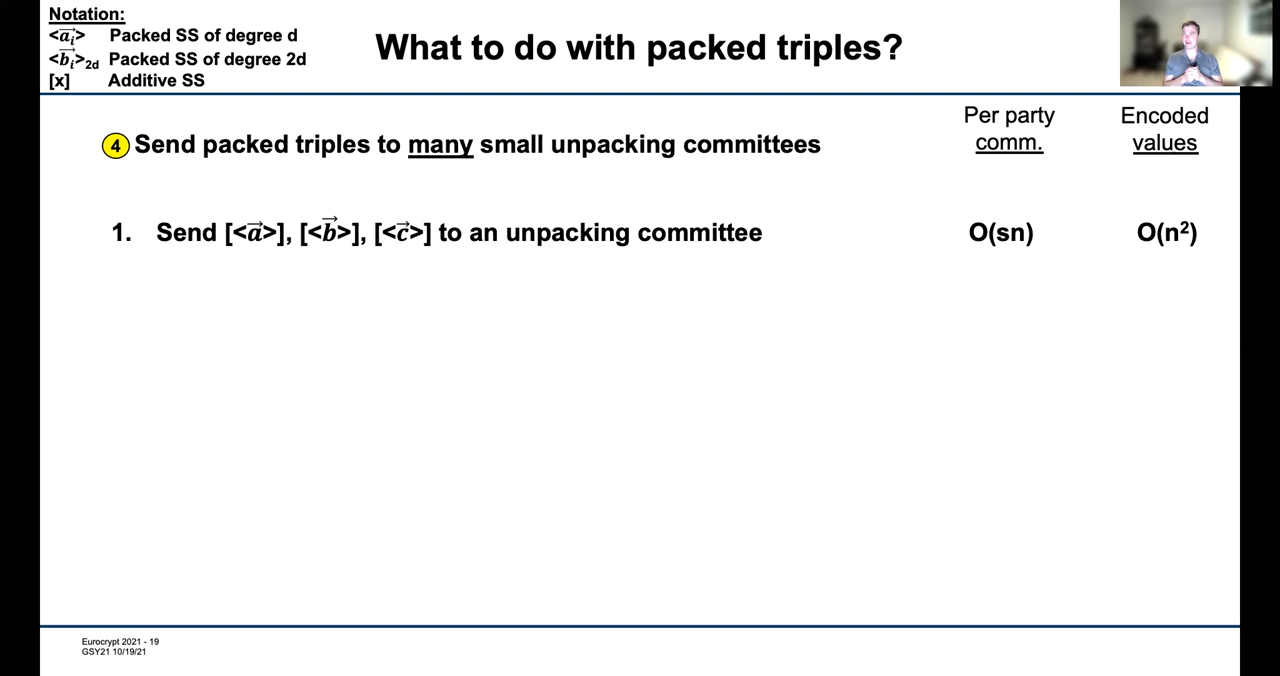 Notation:
<a⃗ᵢ> Packed SS of degree d
<b⃗ᵢ>2d Packed SS of degree 2d
[x] Additive SS
What to do with packed triples?
Per party comm.
Encoded values
4 Send packed triples to many small unpacking committees
1. Send [<a⃗>], [<b⃗>], [<c⃗>] to an unpacking committee O(sn) O(n²)
Eurocrypt 2021 - 19
GSY21 10/19/21